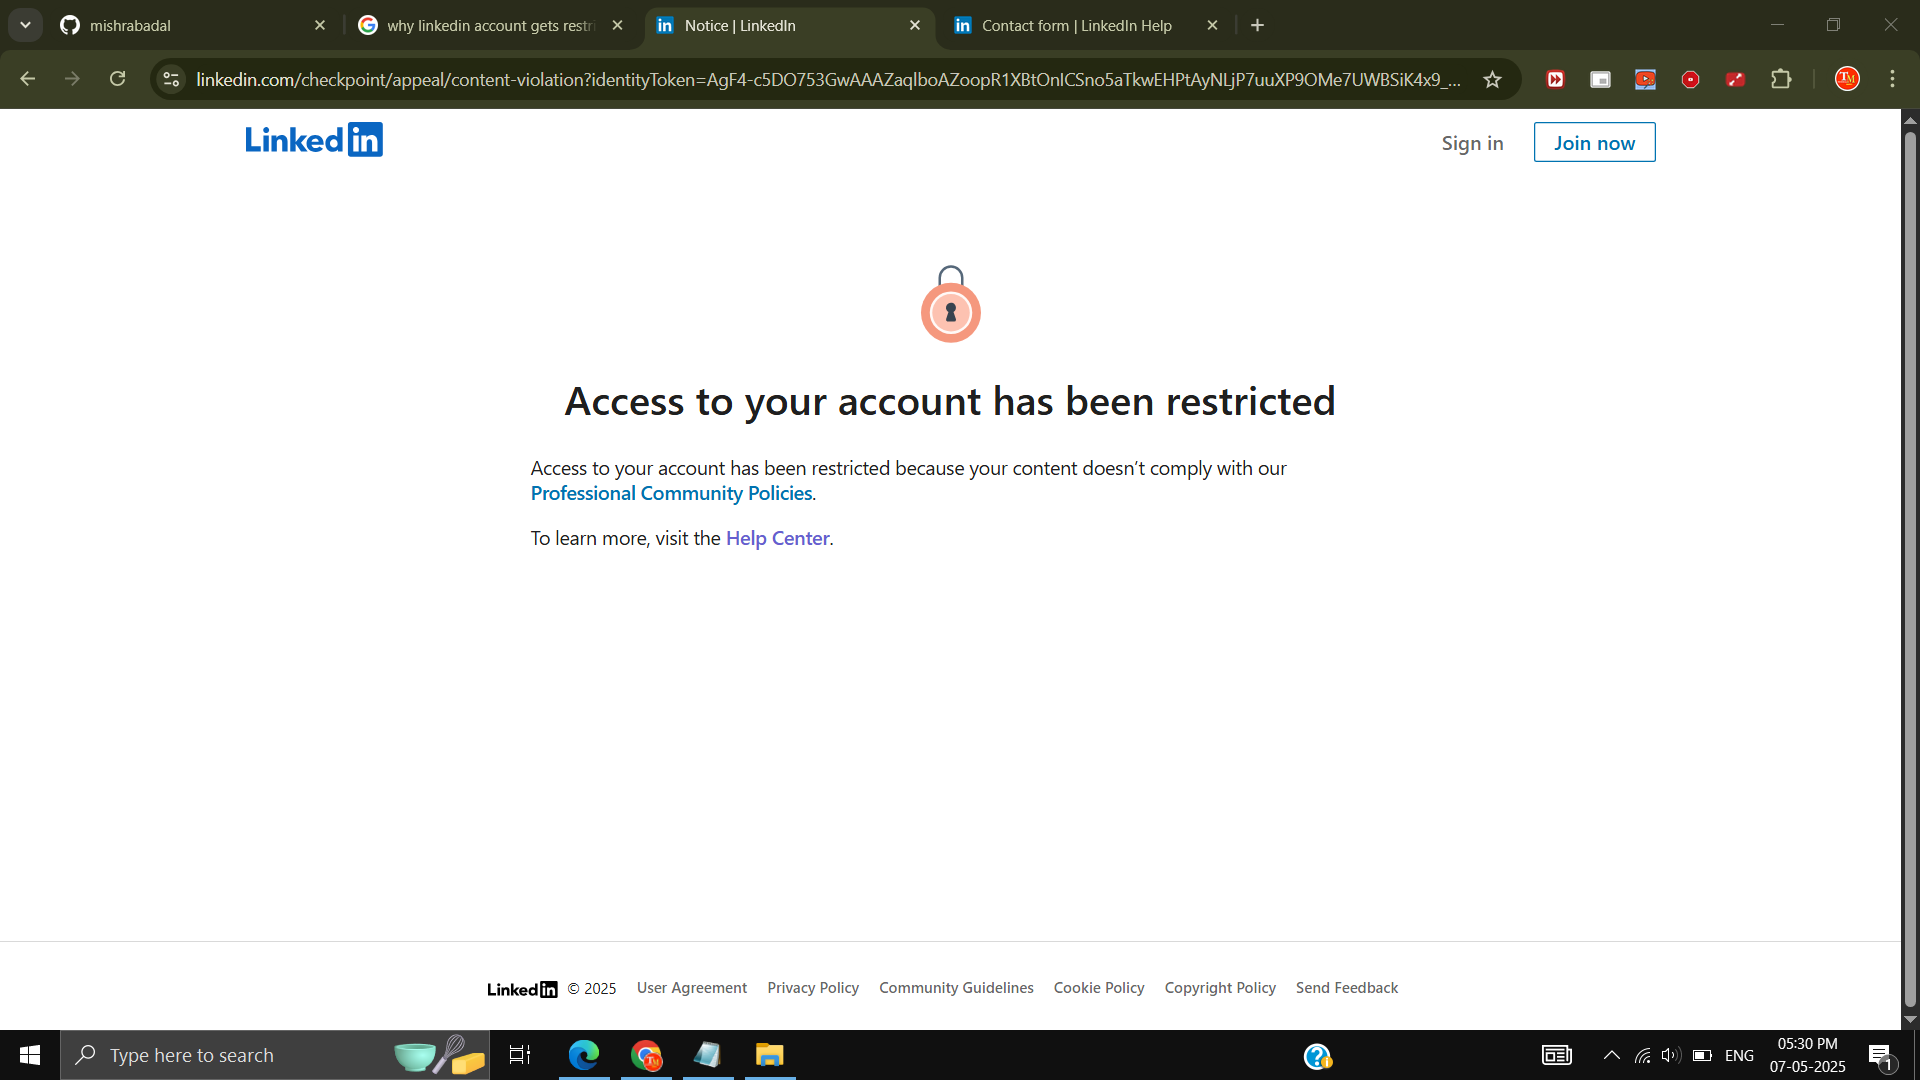 mishrabadal
why linkedin account gets restri
Notice | LinkedIn
Contact form | LinkedIn Help
linkedin.com/checkpoint/appeal/content-violation?identityToken=AgF4-c5DO753GwAAAZaqlboAZoopR1XBtOnICSno5aTkwEHPtAyNLjP7uuXP9OMe7UWBSiK4x9_...
LinkedIn
Sign in
Join now
Access to your account has been restricted
Access to your account has been restricted because your content doesn’t comply with our
Professional Community Policies.
To learn more, visit the Help Center.
LinkedIn © 2025 User Agreement Privacy Policy Community Guidelines Cookie Policy Copyright Policy Send Feedback
Type here to search
ENG
05:30 PM
07-05-2025
1